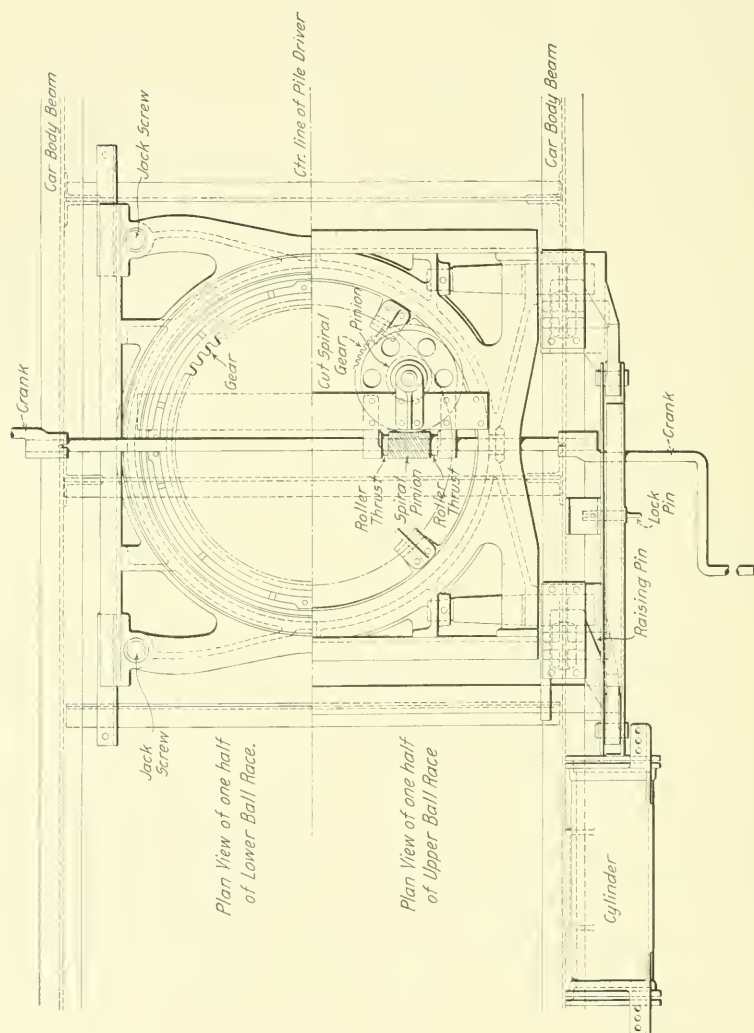 Car Body Beam
Crank
Jack Screw
Ctr. line of Pile Driver
Car Body Beam
Gear
Cut Spiral
Gear,
Pinion
Roller
Thrust
Spiral
Pinion
Roller
Thrust
Crank
Lock
Pin
Raising Pin
Jack
Screw
Plan View of one half
of Lower Ball Race.
Plan View of one half
of Upper Ball Race
Cylinder